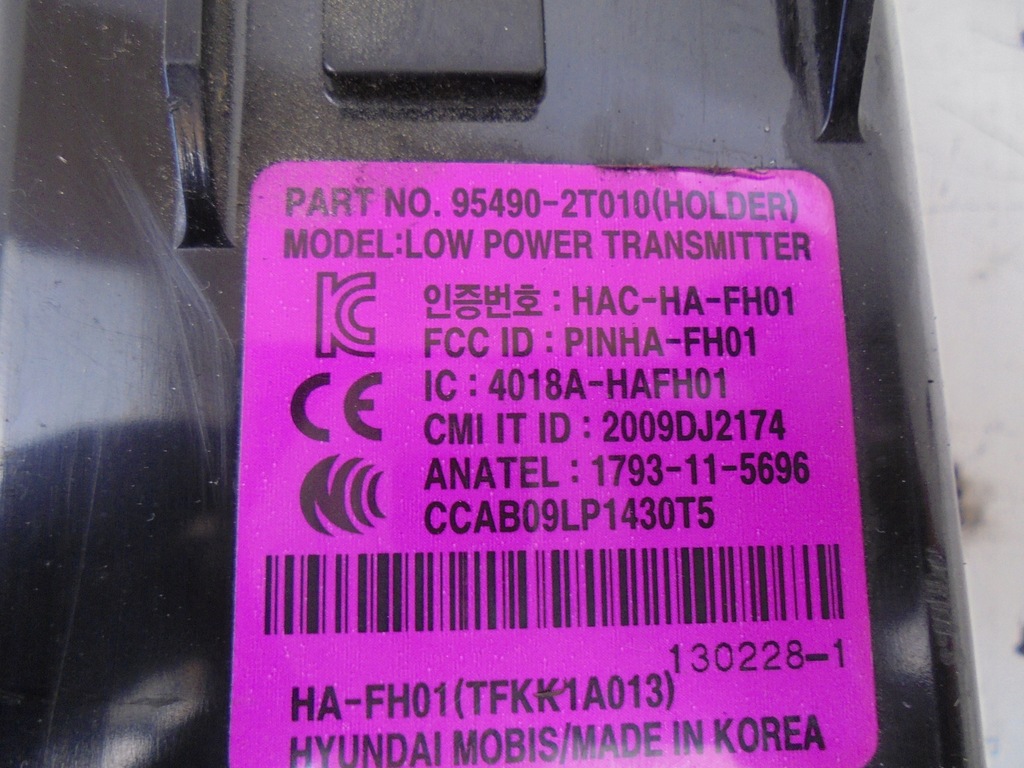 PART NO. 95490-2T010(HOLDER)
MODEL:LOW POWER TRANSMITTER
인증번호 : HAC-HA-FH01
FCC ID : PINHA-FH01
IC : 4018A-HAFH01
CMI IT ID : 2009DJ2174
ANATEL : 1793-11-5696
CCAB09LP1430T5
130228-1
HA-FH01(TFKK1A013)
HYUNDAI MOBIS/MADE IN KOREA